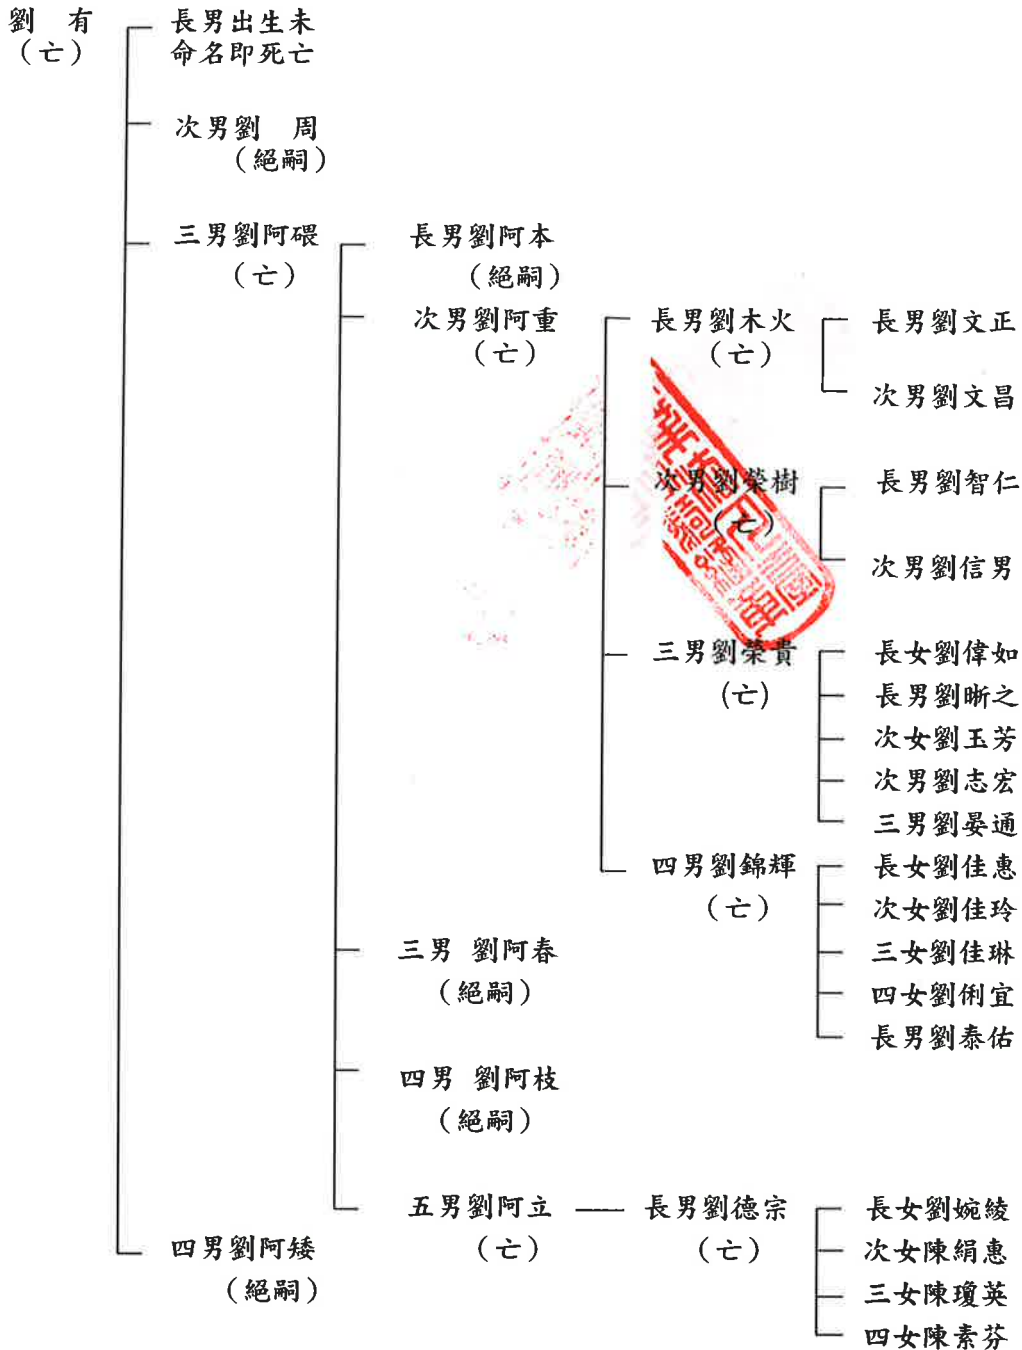 劉　有
(亡)
長男出生未
命名即死亡
次男劉　周
(絕嗣)
三男劉阿碨
(亡)
長男劉阿本
(絕嗣)
次男劉阿重
(亡)
長男劉木火
(亡)
長男劉文正
次男劉文昌
次男劉榮樹
(亡)
長男劉智仁
次男劉信男
三男劉榮貴
(亡)
長女劉偉如
長男劉晣之
次女劉玉芳
次男劉志宏
三男劉晏通
四男劉錦輝
(亡)
長女劉佳惠
次女劉佳玲
三女劉佳琳
四女劉俐宜
長男劉泰佑
三男 劉阿春
(絕嗣)
四男 劉阿枝
(絕嗣)
五男劉阿立
(亡)
長男劉德宗
(亡)
長女劉婉綾
次女陳絹惠
三女陳瓊英
四女陳素芬
四男劉阿矮
(絕嗣)